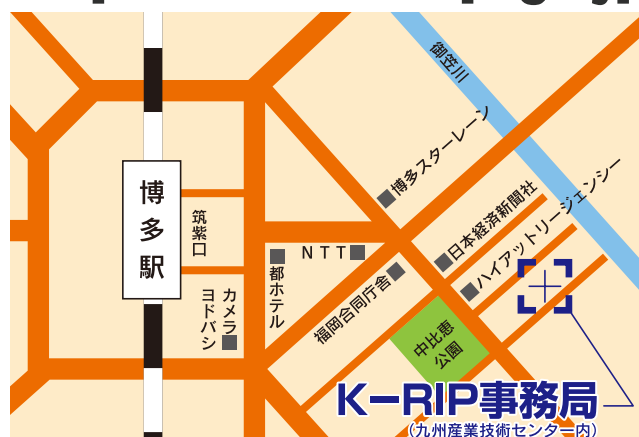 御笠川
博多スターレーン
日本経済新聞社
ハイアットリージェンシー
博多駅
筑紫口
NTT
都ホテル
福岡合同庁舎
ヨドバシ
カメラ
中比恵
公園
K-RIP事務局
(九州産業技術センター内)